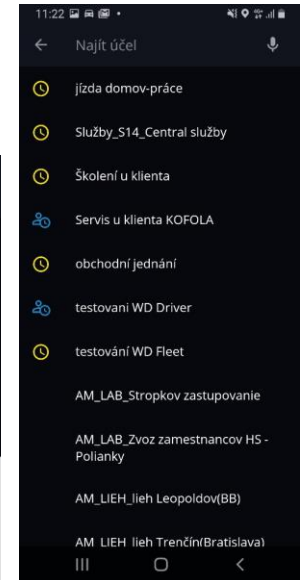 11:22
Najít účel
jízda domov-práce
Služby_S14_Central služby
Školení u klienta
Servis u klienta KOFOLA
obchodní jednání
testovani WD Driver
testování WD Fleet
AM_LAB_Stropkov zastupovanie
AM_LAB_Zvoz zamestnancov HS -
Polianky
AM_LIEH_lieh Leopoldov(BB)
AM_LIEH_lieh Trenčín(Bratislava)